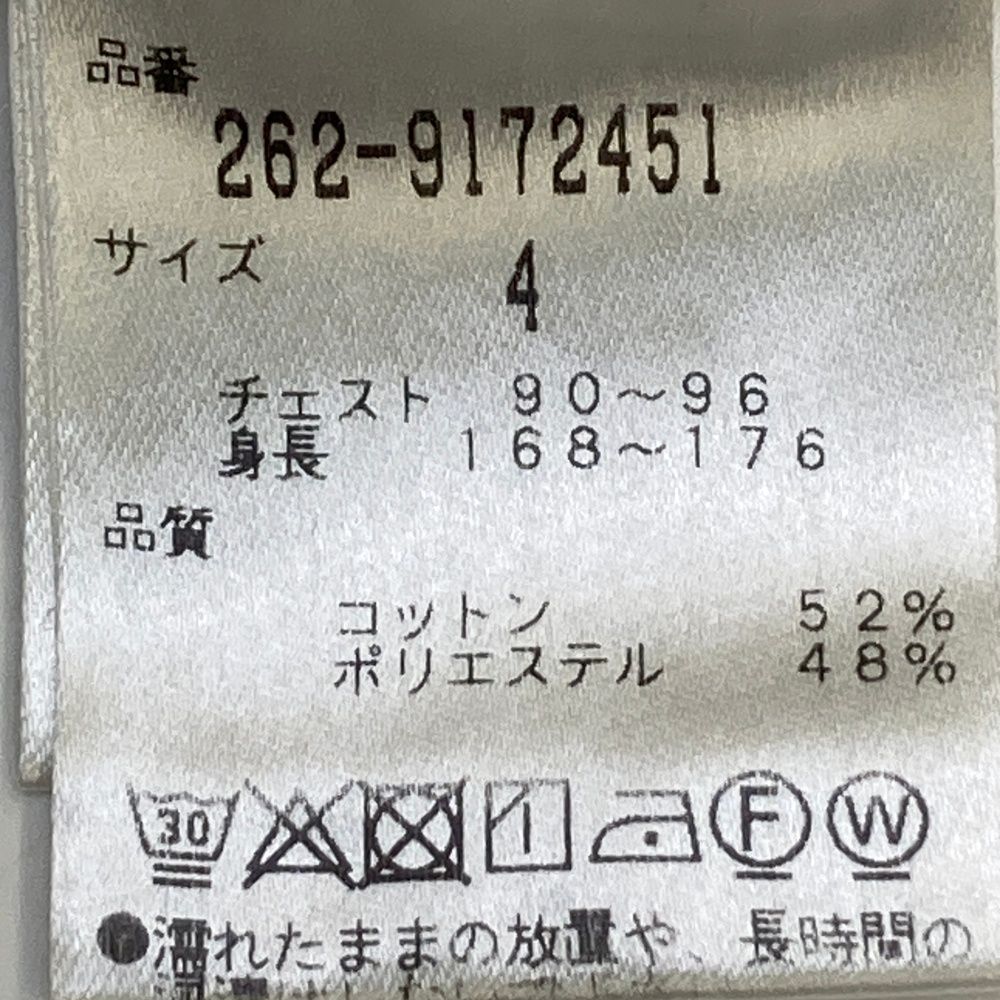 品番
262-9172451
サイズ
4
チェスト 90～96
身長 168～176
品質
コットン 52%
ポリエステル 48%
30 1 F W
●濡れたままの放置や、長時間の